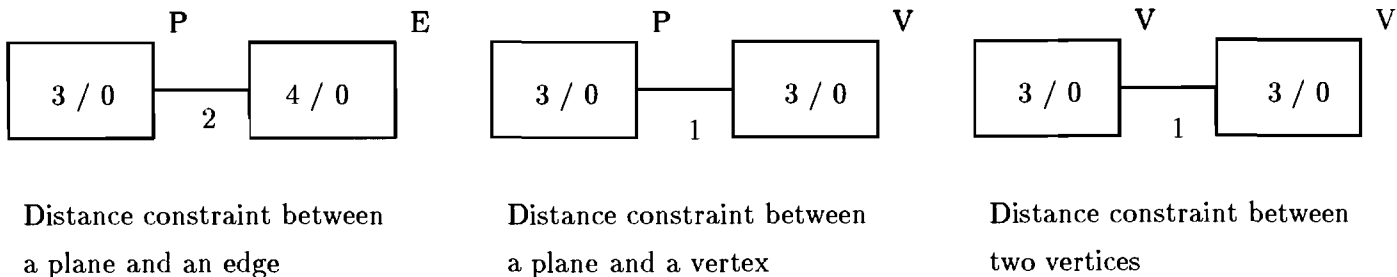 P E P V V V
3 / 0 4 / 0 3 / 0 3 / 0 3 / 0 3 / 0
2 1 1
Distance constraint between
a plane and an edge
Distance constraint between
a plane and a vertex
Distance constraint between
two vertices